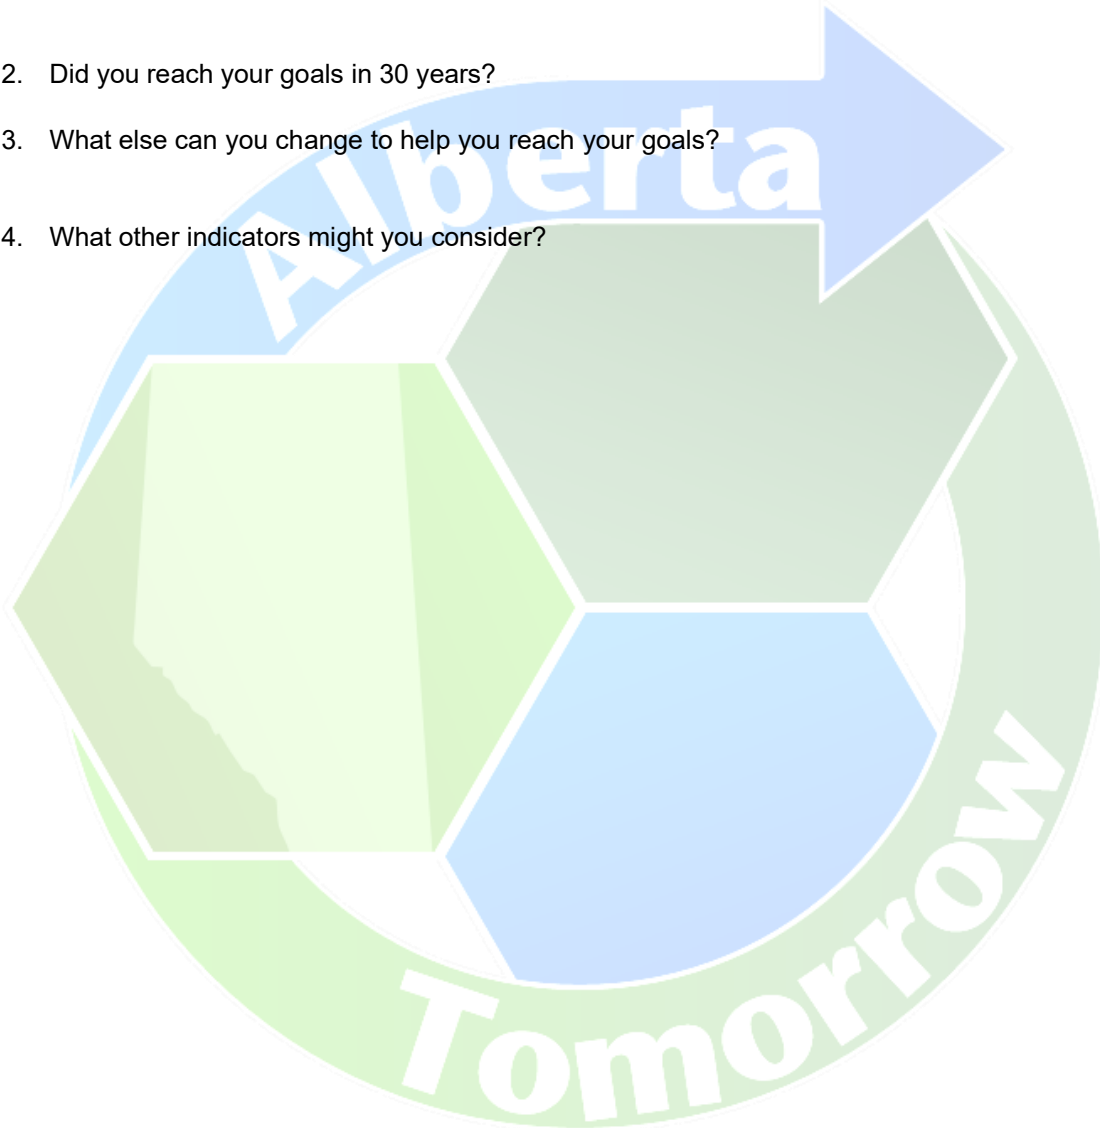 2. Did you reach your goals in 30 years?
3. What else can you change to help you reach your goals?
4. What other indicators might you consider?
Alberta
Tomorrow